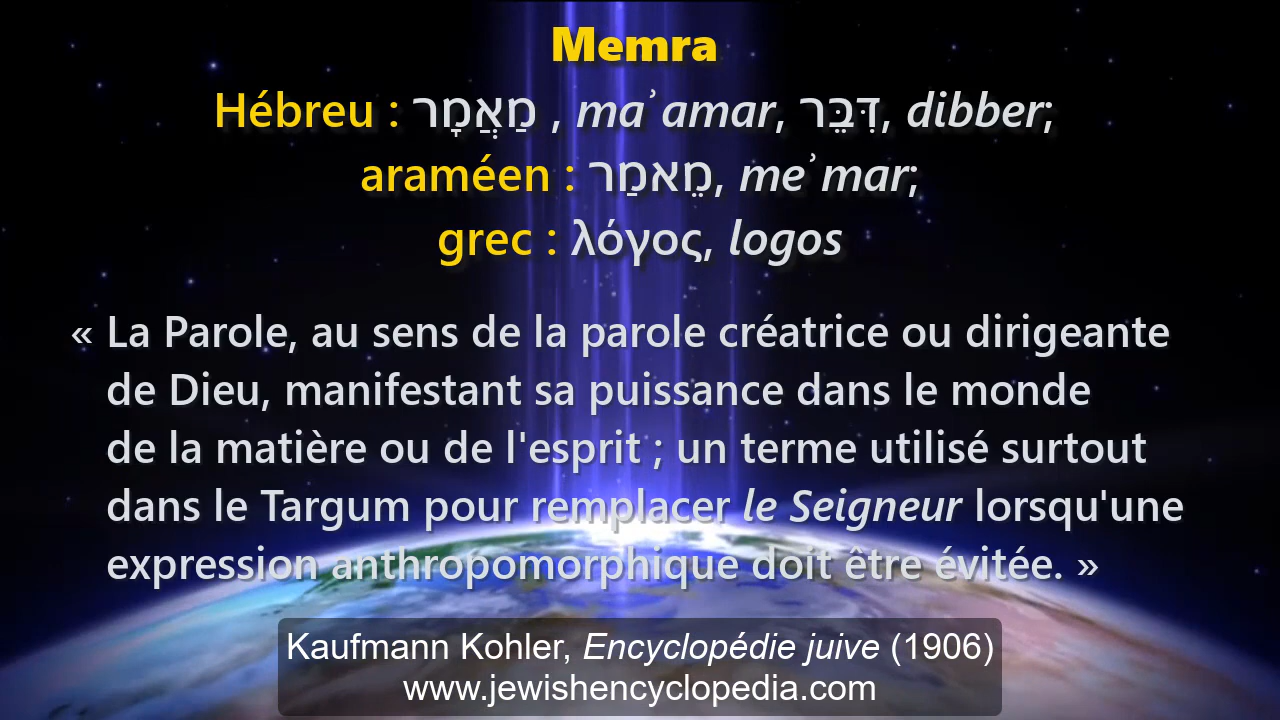 Memra
Hébreu : מַאֲמָר , maʾamar, דִּבֵּר, dibber;
araméen : מֵאמַר, meʾmar;
grec : λόγος, logos
« La Parole, au sens de la parole créatrice ou dirigeante
de Dieu, manifestant sa puissance dans le monde
de la matière ou de l'esprit ; un terme utilisé surtout
dans le Targum pour remplacer le Seigneur lorsqu'une
expression anthropomorphique doit être évitée. »
Kaufmann Kohler, Encyclopédie juive (1906)
www.jewishencyclopedia.com